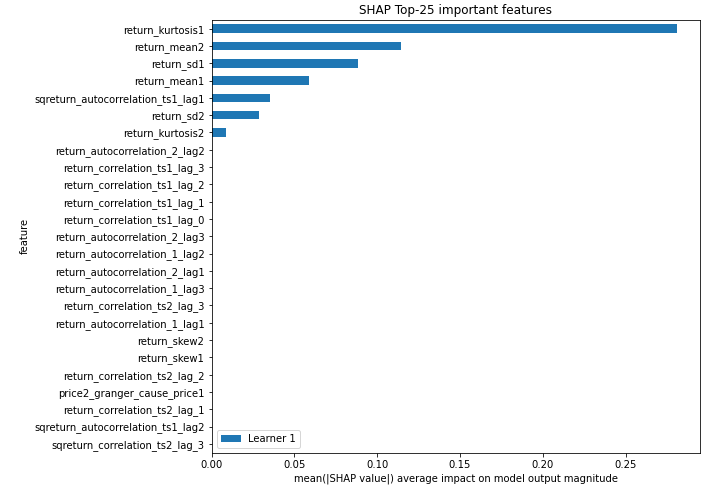 SHAP Top-25 important features
return_kurtosis1
return_mean2
return_sd1
return_mean1
sqreturn_autocorrelation_ts1_lag1
return_sd2
return_kurtosis2
return_autocorrelation_2_lag2
return_correlation_ts1_lag_3
return_correlation_ts1_lag_2
return_correlation_ts1_lag_1
return_correlation_ts1_lag_0
return_autocorrelation_2_lag3
return_autocorrelation_1_lag2
return_autocorrelation_2_lag1
return_autocorrelation_1_lag3
return_correlation_ts2_lag_3
return_autocorrelation_1_lag1
return_skew2
return_skew1
return_correlation_ts2_lag_2
price2_granger_cause_price1
return_correlation_ts2_lag_1
sqreturn_autocorrelation_ts1_lag2
sqreturn_correlation_ts2_lag_3
feature
Learner 1
0.00 0.05 0.10 0.15 0.20 0.25
mean(|SHAP value|) average impact on model output magnitude